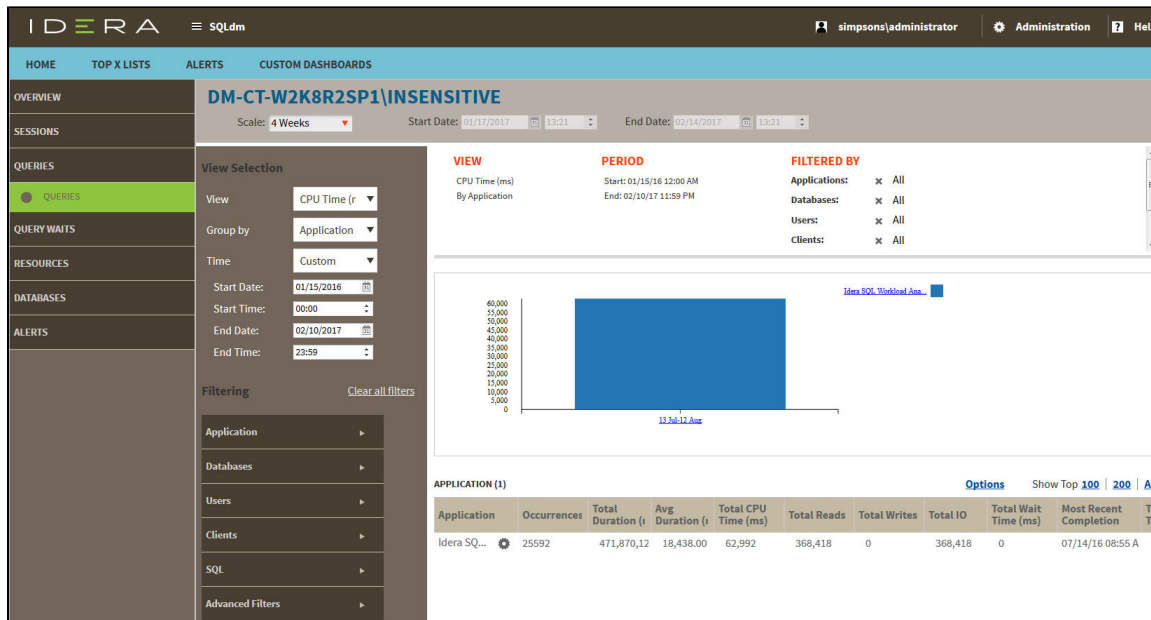 IDERA SQLdm simpsons\administrator Administration ? Hel
HOME TOP X LISTS ALERTS CUSTOM DASHBOARDS
OVERVIEW
SESSIONS
QUERIES
QUERIES
QUERY WAITS
RESOURCES
DATABASES
ALERTS
DM-CT-W2K8R2SP1\INSENSITIVE
Scale: 4 Weeks Start Date: 01/17/2017 13:21 End Date: 02/14/2017 13:21
View Selection
View CPU Time (r
Group by Application
Time Custom
Start Date: 01/15/2016
Start Time: 00:00
End Date: 02/10/2017
End Time: 23:59
Filtering Clear all filters
Application
Databases
Users
Clients
SQL
Advanced Filters
VIEW
CPU Time (ms)
By Application
PERIOD
Start: 01/15/16 12:00 AM
End: 02/10/17 11:59 PM
FILTERED BY
Applications: All
Databases: All
Users: All
Clients: All
60,000
55,000
50,000
45,000
40,000
35,000
30,000
25,000
20,000
15,000
10,000
5,000
0
13 Jul-12 Aug
Idera SQL Workload Ana...
APPLICATION (1) Options Show Top 100 | 200 | A
Application Occurrences Total Duration (ı Avg Duration (ı Total CPU Time (ms) Total Reads Total Writes Total IO Total Wait Time (ms) Most Recent Completion T T
Idera SQ... 25592 471,870,12 18,438.00 62,992 368,418 0 368,418 0 07/14/16 08:55 A